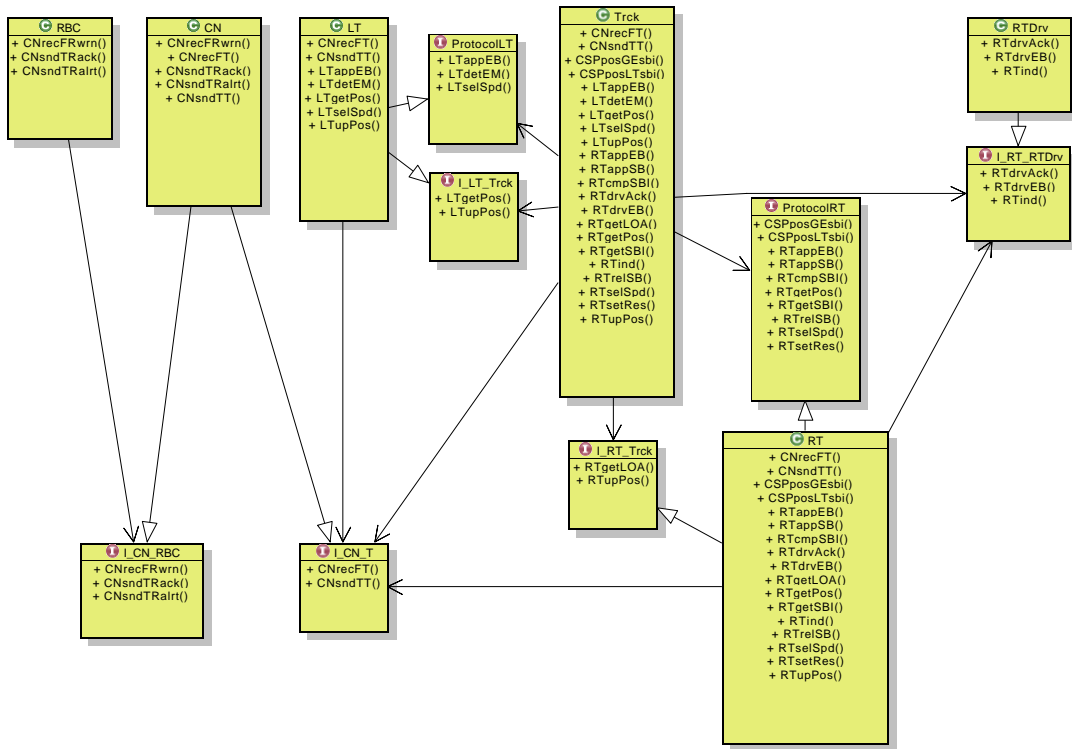 C RBC
+ CNrecFRwrn()
+ CNsndTRack()
+ CNsndTRalrt()
C CN
+ CNrecFRwrn()
+ CNrecFT()
+ CNsndTRack()
+ CNsndTRalrt()
+ CNsndTT()
C LT
+ CNrecFT()
+ CNsndTT()
+ LTappEB()
+ LTdetEM()
+ LTgetPos()
+ LTselSpd()
+ LTupPos()
I ProtocolLT
+ LTappEB()
+ LTdetEM()
+ LTselSpd()
I I_LT_Trck
+ LTgetPos()
+ LTupPos()
C Trck
+ CNrecFT()
+ CNsndTT()
+ CSPposGEsbi()
+ CSPposLTsbi()
+ LTappEB()
+ LTdetEM()
+ LTgetPos()
+ LTselSpd()
+ LTupPos()
+ RTappEB()
+ RTappSB()
+ RTcmpSBI()
+ RTdrvAck()
+ RTdrvEB()
+ RTgetLOA()
+ RTgetPos()
+ RTgetSBI()
+ RTind()
+ RTrelSB()
+ RTselSpd()
+ RTsetRes()
+ RTupPos()
C RTDrv
+ RTdrvAck()
+ RTdrvEB()
+ RTind()
I I_RT_RTDrv
+ RTdrvAck()
+ RTdrvEB()
+ RTind()
I ProtocolRT
+ CSPposGEsbi()
+ CSPposLTsbi()
+ RTappEB()
+ RTappSB()
+ RTcmpSBI()
+ RTgetPos()
+ RTgetSBI()
+ RTrelSB()
+ RTselSpd()
+ RTsetRes()
I I_RT_Trck
+ RTgetLOA()
+ RTupPos()
C RT
+ CNrecFT()
+ CNsndTT()
+ CSPposGEsbi()
+ CSPposLTsbi()
+ RTappEB()
+ RTappSB()
+ RTcmpSBI()
+ RTdrvAck()
+ RTdrvEB()
+ RTgetLOA()
+ RTgetPos()
+ RTgetSBI()
+ RTind()
+ RTrelSB()
+ RTselSpd()
+ RTsetRes()
+ RTupPos()
I I_CN_RBC
+ CNrecFRwrn()
+ CNsndTRack()
+ CNsndTRalrt()
I I_CN_T
+ CNrecFT()
+ CNsndTT()